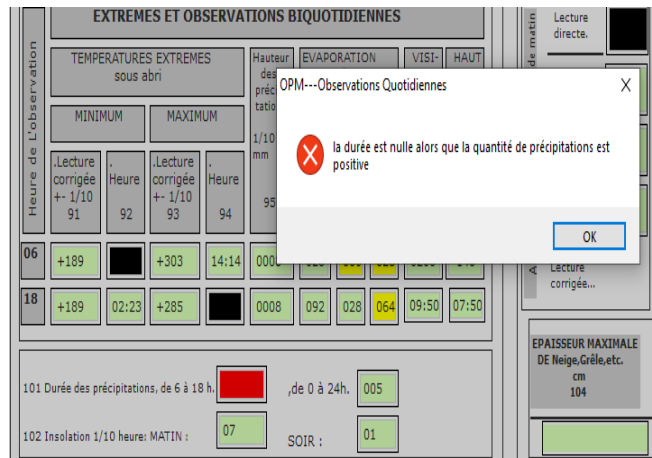 EXTREMES ET OBSERVATIONS BIQUOTIDIENNES
Heure de L'observation
TEMPERATURES EXTREMES
sous abri
MINIMUM
MAXIMUM
.Lecture
corrigée
+- 1/10
91
.
Heure
92
.Lecture
corrigée
+- 1/10
93
.
Heure
94
Hauteur
des
1/10
mm
95
EVAPORATION
VISI-
HAUT
OPM---Observations Quotidiennes
X
la durée est nulle alors que la quantité de précipitations est
positive
OK
06
+189
+303
14:14
18
+189
02:23
+285
0008
092
028
064
09:50
07:50
101 Durée des précipitations, de 6 à 18 h.
,de 0 à 24h.
005
102 Insolation 1/10 heure: MATIN :
07
SOIR :
01
de matin
Lecture
directe.
Lecture
corrigée...
EPAISSEUR MAXIMALE
DE Neige,Grêle,etc.
cm
104